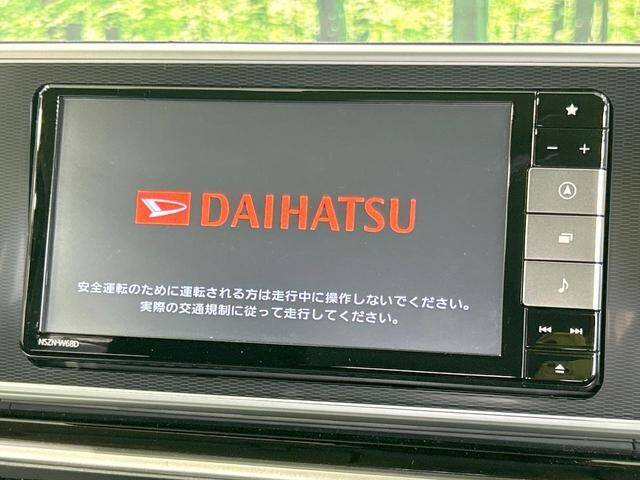 DAIHATSU
安全運転のために運転される方は走行中に操作しないでください。
実際の交通規制に従って走行してください。
NSZN-W68D